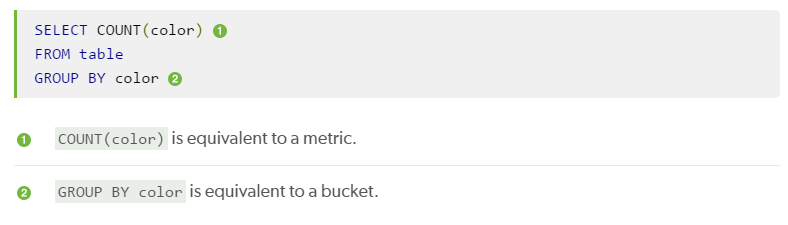 SELECT COUNT(color) 1
FROM table
GROUP BY color 2
1 COUNT(color) is equivalent to a metric.
2 GROUP BY color is equivalent to a bucket.